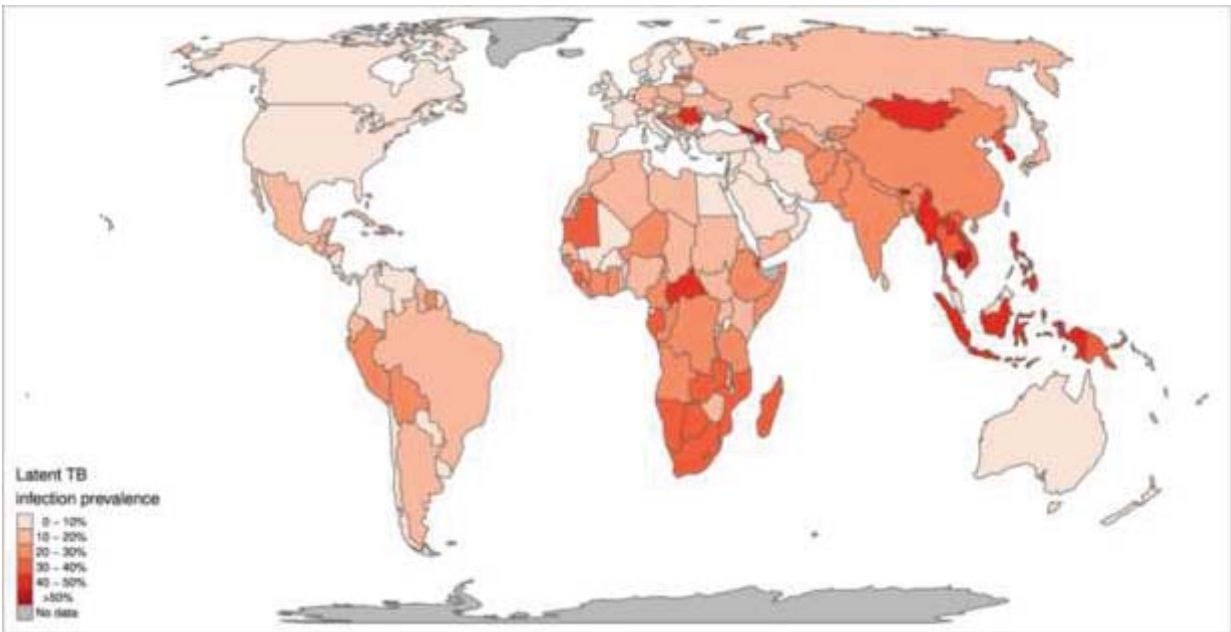 Latent TB
infection prevalence
0 – 10%
10 – 20%
20 – 30%
30 – 40%
40 – 50%
>50%
No data